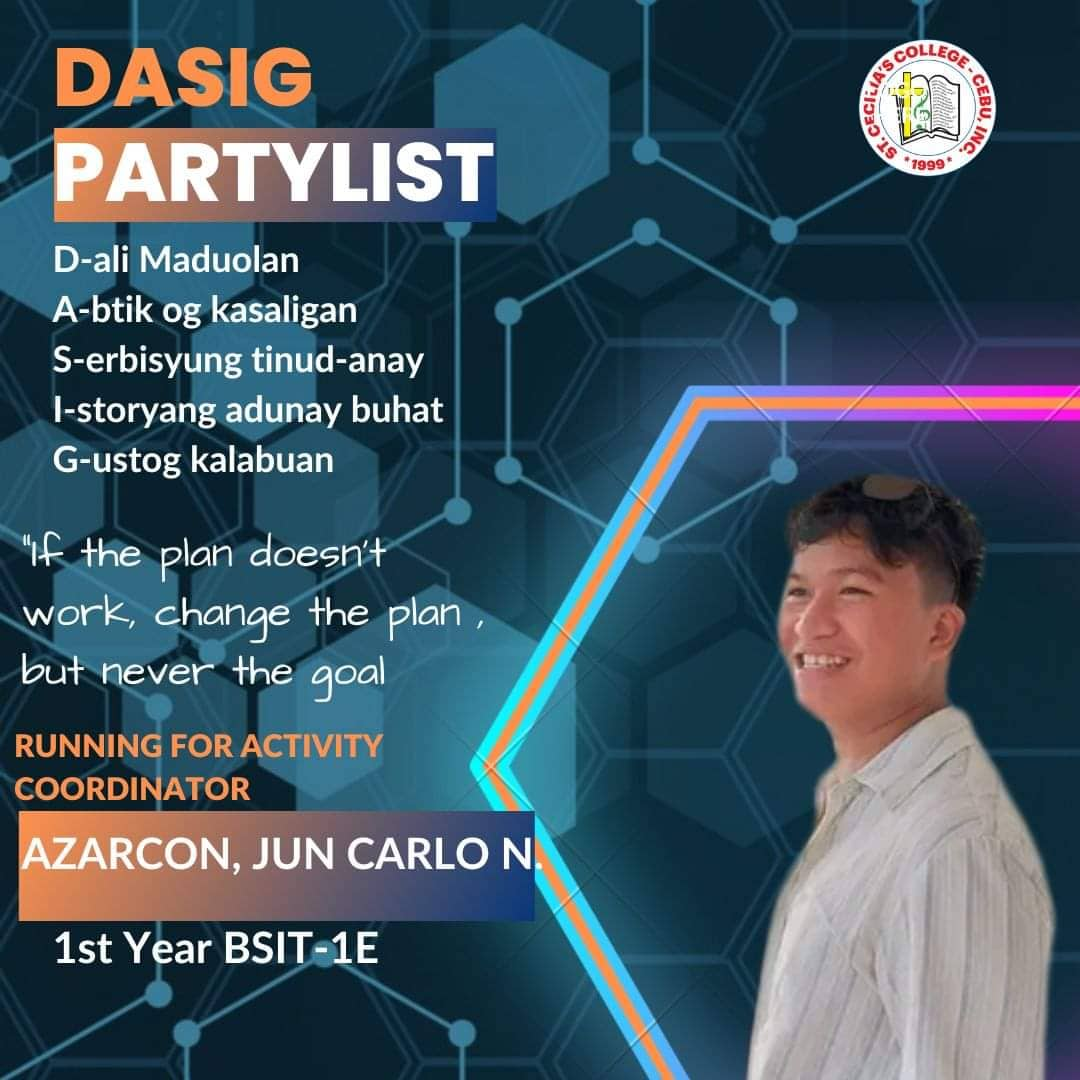 DASIG
PARTYLIST
ST. CECILIA'S COLLEGE - CEBU, INC.
* 1999 *
D-ali Maduolan
A-btik og kasaligan
S-erbisyung tinud-anay
I-storyang adunay buhat
G-ustog kalabuan
"If the plan doesn't
work, change the plan ,
but never the goal
RUNNING FOR ACTIVITY
COORDINATOR
AZARCON, JUN CARLO N.
1st Year BSIT-1E